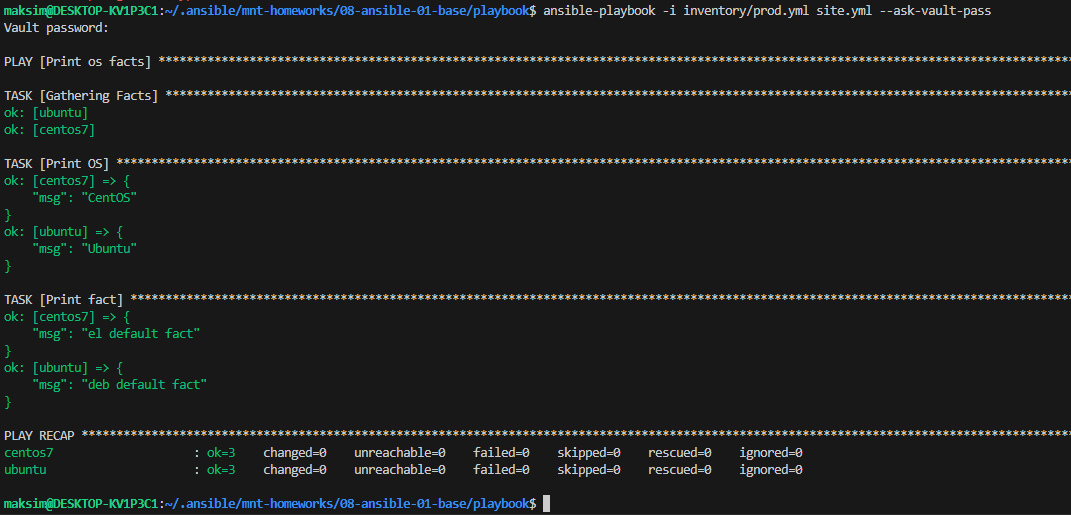 maksim@DESKTOP-KV1P3C1:~/.ansible/mnt-homeworks/08-ansible-01-base/playbook$ ansible-playbook -i inventory/prod.yml site.yml --ask-vault-pass
Vault password:

PLAY [Print os facts] ****************************************************************************************************************************************

TASK [Gathering Facts] ****************************************************************************************************************************************
ok: [ubuntu]
ok: [centos7]

TASK [Print OS] ****************************************************************************************************************************************
ok: [centos7] => {
    "msg": "CentOS"
}
ok: [ubuntu] => {
    "msg": "Ubuntu"
}

TASK [Print fact] ****************************************************************************************************************************************
ok: [centos7] => {
    "msg": "el default fact"
}
ok: [ubuntu] => {
    "msg": "deb default fact"
}

PLAY RECAP ****************************************************************************************************************************************
centos7                    : ok=3    changed=0    unreachable=0    failed=0    skipped=0    rescued=0    ignored=0
ubuntu                     : ok=3    changed=0    unreachable=0    failed=0    skipped=0    rescued=0    ignored=0

maksim@DESKTOP-KV1P3C1:~/.ansible/mnt-homeworks/08-ansible-01-base/playbook$